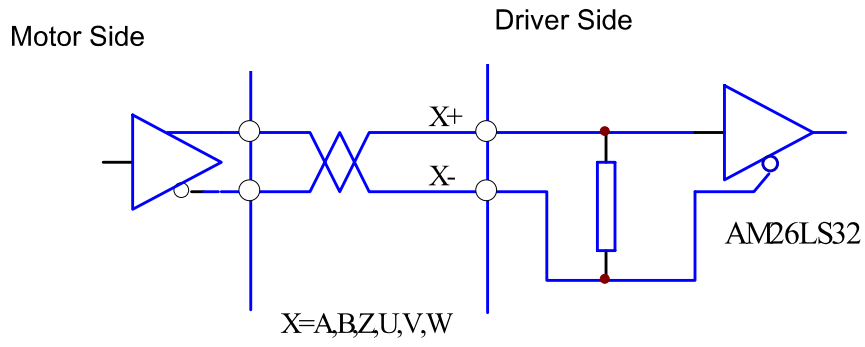 Motor Side
Driver Side
X+
X-
AM26LS32
X=A,B,Z,U,V,W